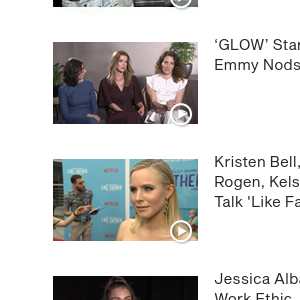 ‘GLOW’ Star
Emmy Nods
Kristen Bell,
Rogen, Kels
Talk 'Like Fa
Jessica Alba
Work Ethic